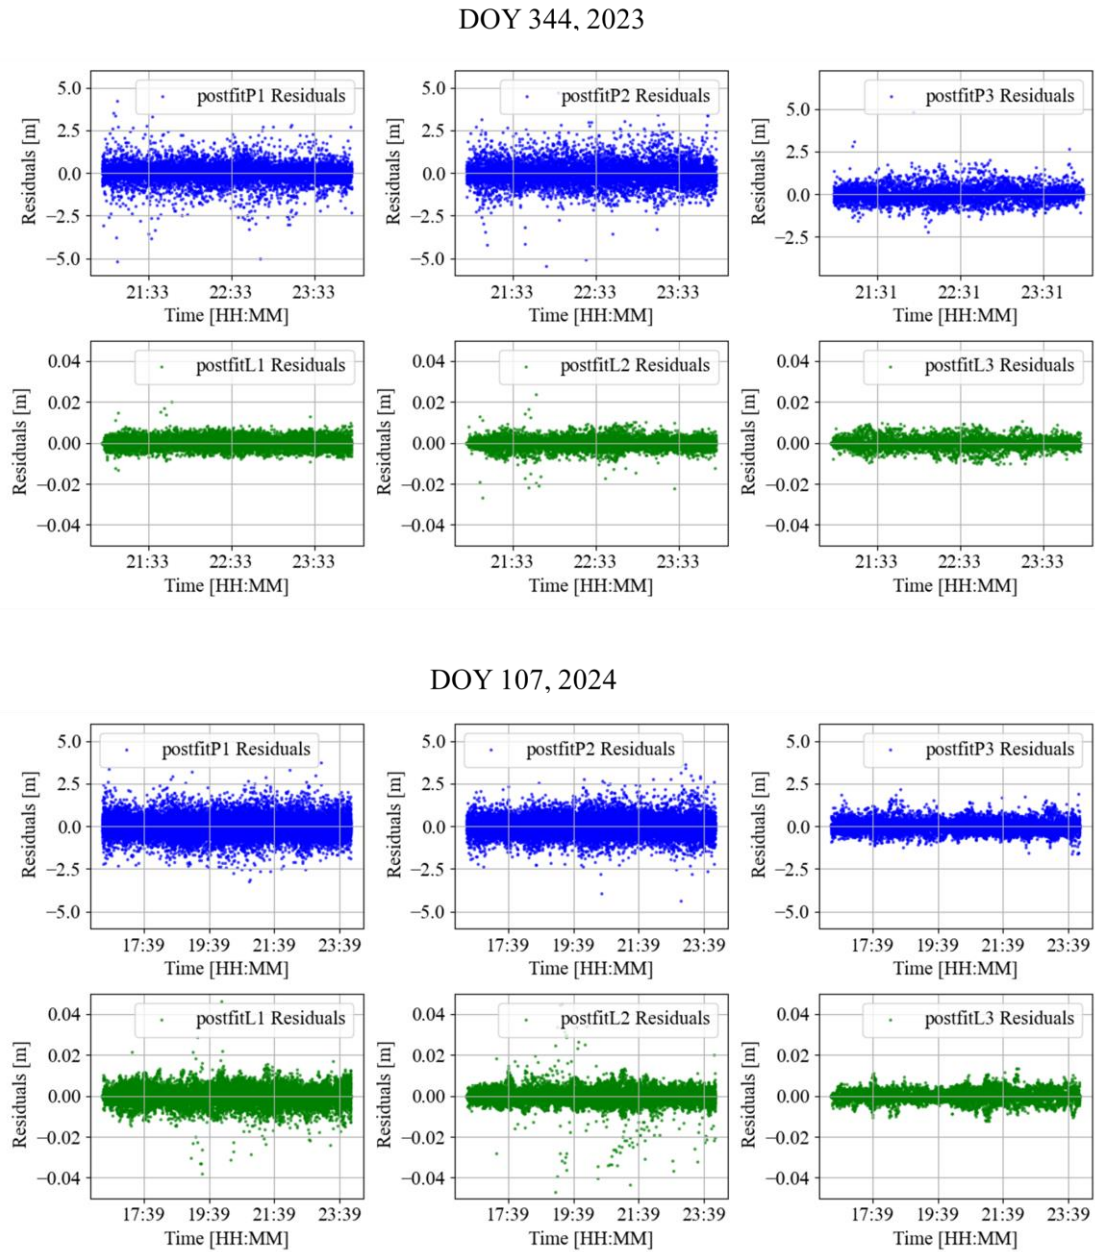 DOY 344, 2023
postfitP1 Residuals
postfitP2 Residuals
postfitP3 Residuals
5.0
2.5
0.0
−2.5
−5.0
Residuals [m]
21:33 22:33 23:33
Time [HH:MM]
5.0
2.5
0.0
−2.5
−5.0
Residuals [m]
21:33 22:33 23:33
Time [HH:MM]
5.0
2.5
0.0
−2.5
Residuals [m]
21:31 22:31 23:31
Time [HH:MM]
postfitL1 Residuals
postfitL2 Residuals
postfitL3 Residuals
0.04
0.02
0.00
−0.02
−0.04
Residuals [m]
21:33 22:33 23:33
Time [HH:MM]
0.04
0.02
0.00
−0.02
−0.04
Residuals [m]
21:33 22:33 23:33
Time [HH:MM]
0.04
0.02
0.00
−0.02
−0.04
Residuals [m]
21:33 22:33 23:33
Time [HH:MM]
DOY 107, 2024
postfitP1 Residuals
postfitP2 Residuals
postfitP3 Residuals
5.0
2.5
0.0
−2.5
−5.0
Residuals [m]
17:39 19:39 21:39 23:39
Time [HH:MM]
5.0
2.5
0.0
−2.5
−5.0
Residuals [m]
17:39 19:39 21:39 23:39
Time [HH:MM]
5.0
2.5
0.0
−2.5
−5.0
Residuals [m]
17:39 19:39 21:39 23:39
Time [HH:MM]
postfitL1 Residuals
postfitL2 Residuals
postfitL3 Residuals
0.04
0.02
0.00
−0.02
−0.04
Residuals [m]
17:39 19:39 21:39 23:39
Time [HH:MM]
0.04
0.02
0.00
−0.02
−0.04
Residuals [m]
17:39 19:39 21:39 23:39
Time [HH:MM]
0.04
0.02
0.00
−0.02
−0.04
Residuals [m]
17:39 19:39 21:39 23:39
Time [HH:MM]